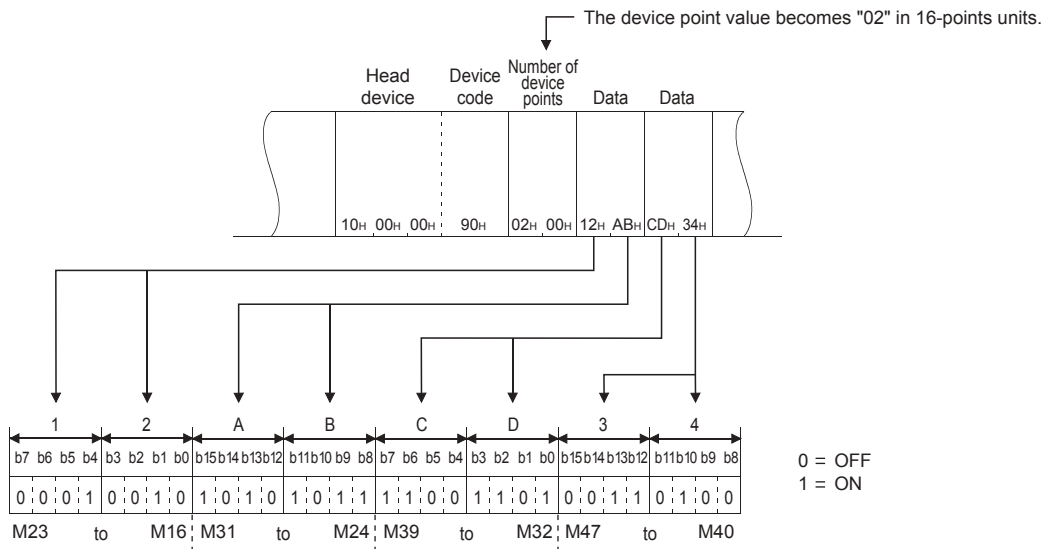 The device point value becomes "02" in 16-points units.
Head device
Device code
Number of device points
Data
Data
10H 00H 00H 90H 02H 00H 12H ABH CDH 34H
1 2 A B C D 3 4
b7 b6 b5 b4 b3 b2 b1 b0 b15 b14 b13 b12 b11 b10 b9 b8 b7 b6 b5 b4 b3 b2 b1 b0 b15 b14 b13 b12 b11 b10 b9 b8
0 0 0 1 0 0 1 0 1 0 1 0 1 0 1 1 1 1 0 0 1 1 0 1 0 0 1 1 0 1 0 0
M23 to M16 M31 to M24 M39 to M32 M47 to M40
0 = OFF
1 = ON